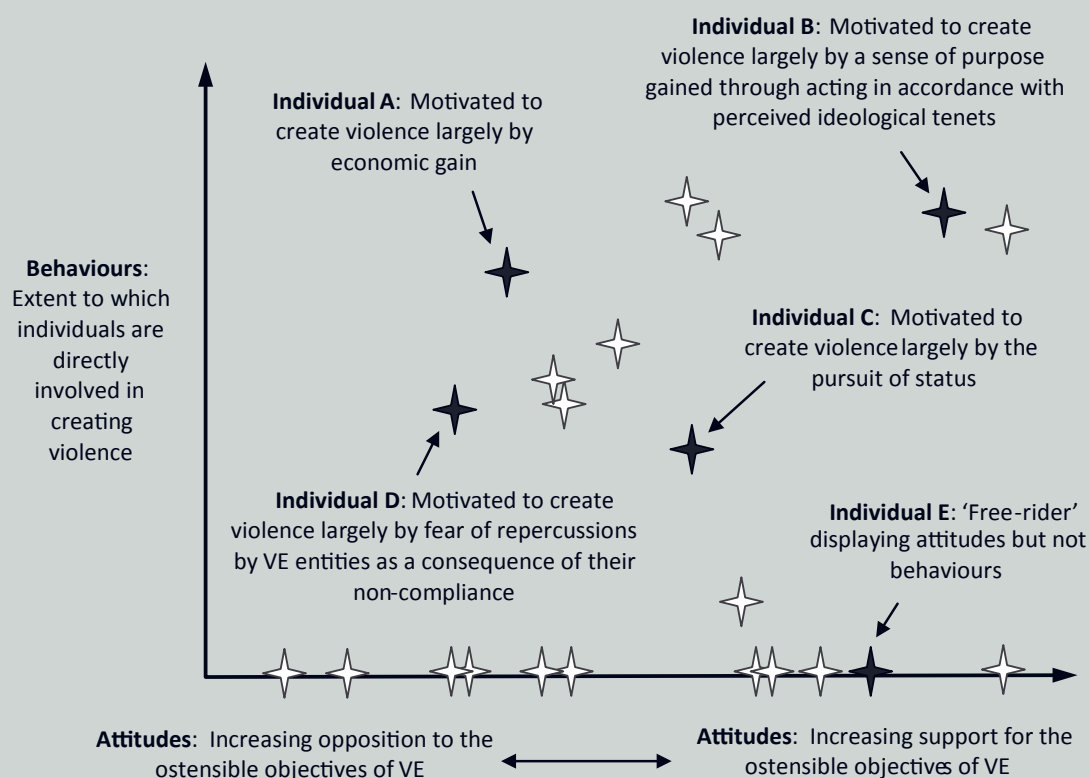 Individual B: Motivated to create
violence largely by a sense of purpose
gained through acting in accordance with
perceived ideological tenets
Individual A: Motivated to
create violence largely by
economic gain
Behaviours:
Extent to which
individuals are
directly
involved in
creating
violence
Individual C: Motivated to
create violence largely by the
pursuit of status
Individual D: Motivated to create
violence largely by fear of repercussions
by VE entities as a consequence of their
non-compliance
Individual E: ‘Free-rider’
displaying attitudes but not
behaviours
Attitudes: Increasing opposition to the
ostensible objectives of VE
Attitudes: Increasing support for the
ostensible objectives of VE